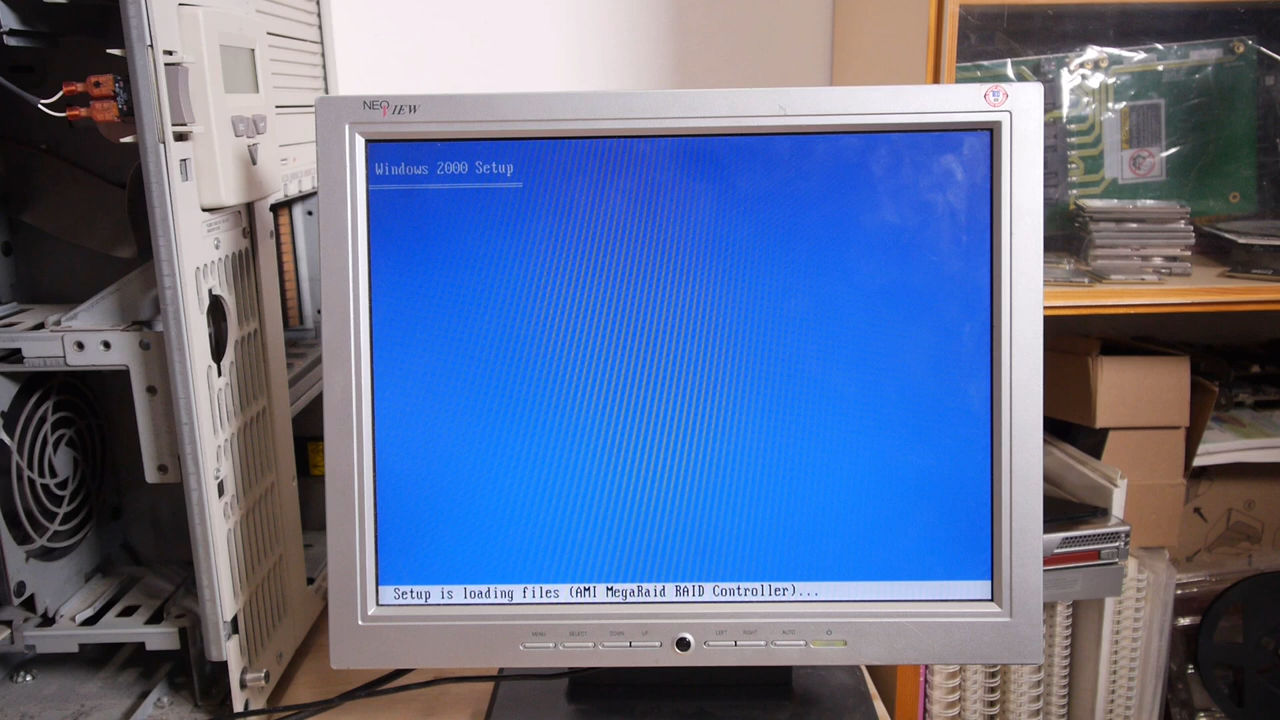 NEOVIEW
Windows 2000 Setup
Setup is loading files (AMI MegaRaid RAID Controller)...
MENU SELECT DOWN UP LEFT RIGHT AUTO